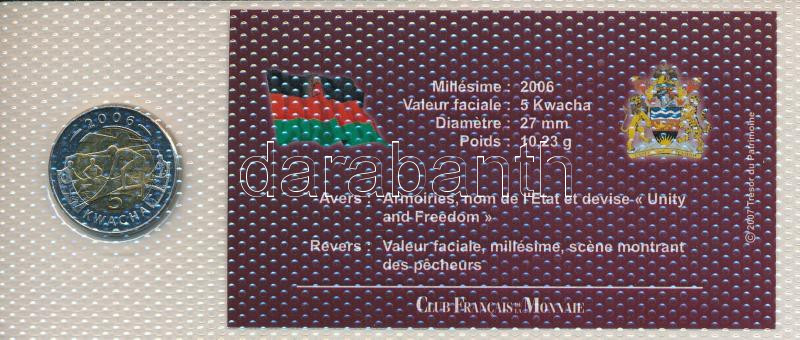 2006
5
KWACHA
Millésime : 2006
Valeur faciale : 5 Kwacha
Diamètre : 27 mm
Poids : 10,23 g
darabanth
Avers : Armoiries, nom de l'Etat et devise « Unity
and Freedom »
Revers : Valeur faciale, millésime, scène montrant
des pêcheurs
CLUB FRANÇAIS DE LA MONNAIE
©2007 Trésor du Patrimoine